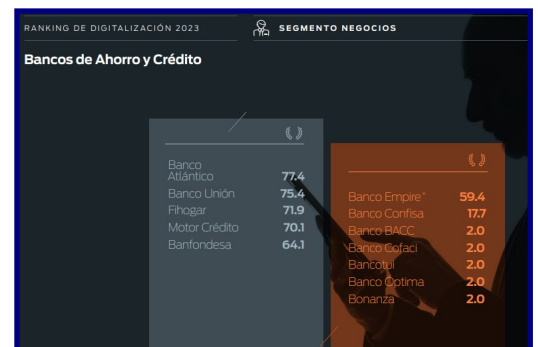 RANKING DE DIGITALIZACIÓN 2023
SEGMENTO NEGOCIOS
Bancos de Ahorro y Crédito
Banco
Atlántico 77.4
Banco Unión 75.4
Fihogar 71.9
Motor Crédito 70.1
Banfondesa 64.1
Banco Empire* 59.4
Banco Confisa 17.7
Banco BACC 2.0
Banco Cofaci 2.0
Bancotuí 2.0
Banco Óptima 2.0
Bonanza 2.0